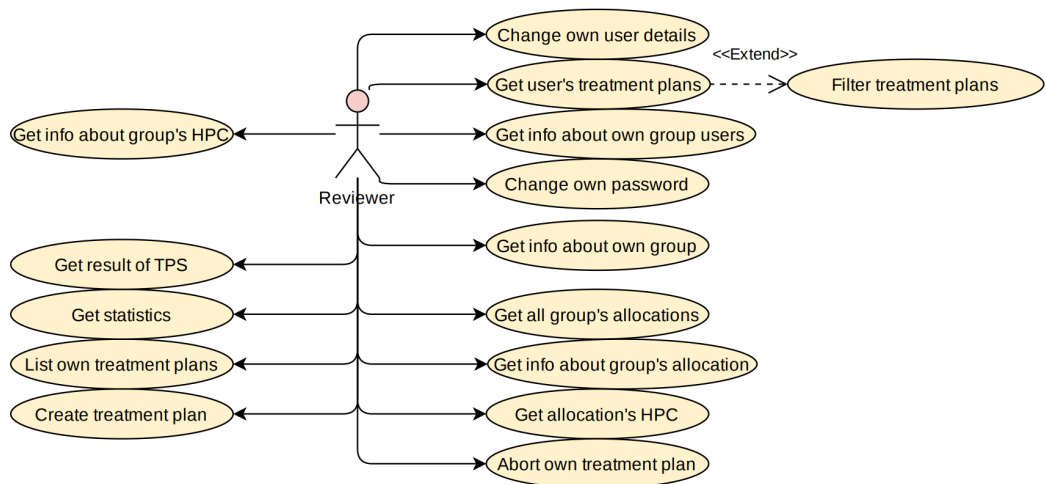 Change own user details
<<Extend>>
Get user's treatment plans
Filter treatment plans
Get info about group's HPC
Get info about own group users
Change own password
Reviewer
Get info about own group
Get result of TPS
Get statistics
Get all group's allocations
List own treatment plans
Get info about group's allocation
Create treatment plan
Get allocation's HPC
Abort own treatment plan